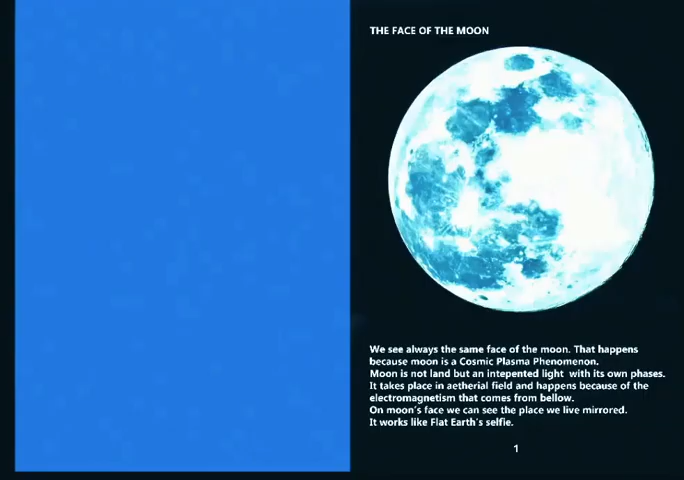 THE FACE OF THE MOON
We see always the same face of the moon. That happens
because moon is a Cosmic Plasma Phenomenon.
Moon is not land but an intepented light with its own phases.
It takes place in aetherial field and happens because of the
electromagnetism that comes from bellow.
On moon's face we can see the place we live mirrored.
It works like Flat Earth's selfie.
1